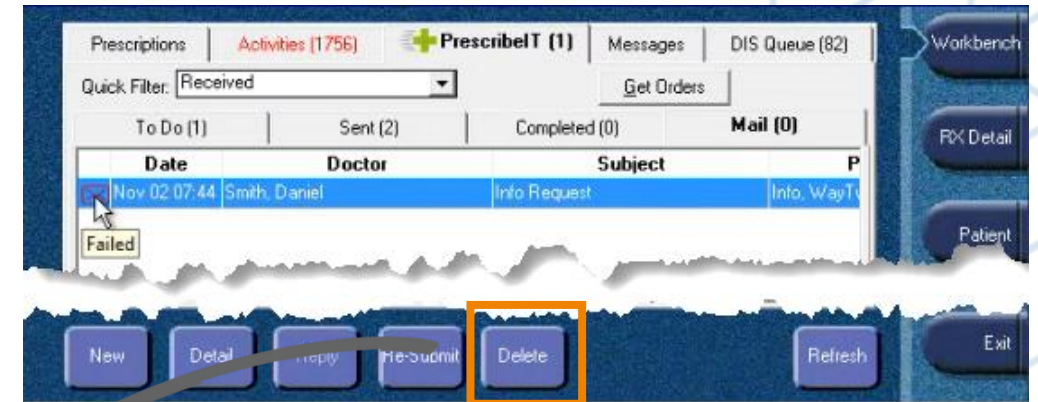 Prescriptions Activities (1756) PrescribeIT (1) Messages DIS Queue (82) Workbench
Quick Filter: Received Get Orders
To Do (1) Sent (2) Completed (0) Mail (0) RX Detail
Date Doctor Subject P
Nov 02 07:44 Smith, Daniel Info Request Info, WayTw
Failed Patient
New Detail Reply Re-Submit Delete Refresh Exit